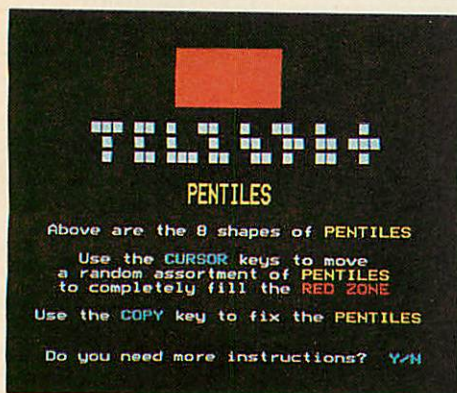 PENTILES
Above are the 8 shapes of PENTILES
Use the CURSOR keys to move
a random assortment of PENTILES
to completely fill the RED ZONE
Use the COPY key to fix the PENTILES
Do you need more instructions? Y/N